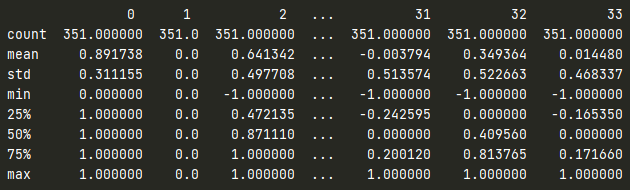 0 1 2 ... 31 32 33
count 351.000000 351.0 351.000000 ... 351.000000 351.000000 351.000000
mean 0.891738 0.0 0.641342 ... -0.003794 0.349364 0.014480
std 0.311155 0.0 0.497708 ... 0.513574 0.522663 0.468337
min 0.000000 0.0 -1.000000 ... -1.000000 -1.000000 -1.000000
25% 1.000000 0.0 0.472135 ... -0.242595 0.000000 -0.165350
50% 1.000000 0.0 0.871110 ... 0.000000 0.409560 0.000000
75% 1.000000 0.0 1.000000 ... 0.200120 0.813765 0.171660
max 1.000000 0.0 1.000000 ... 1.000000 1.000000 1.000000